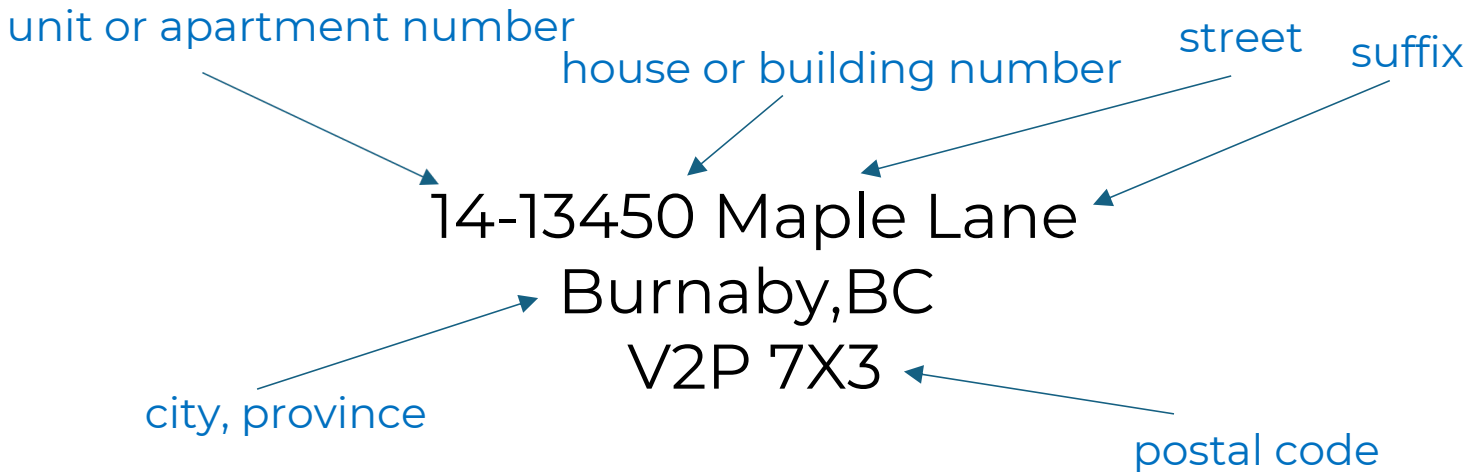 unit or apartment number
house or building number
street
suffix
14-13450 Maple Lane
Burnaby,BC
V2P 7X3
city, province
postal code